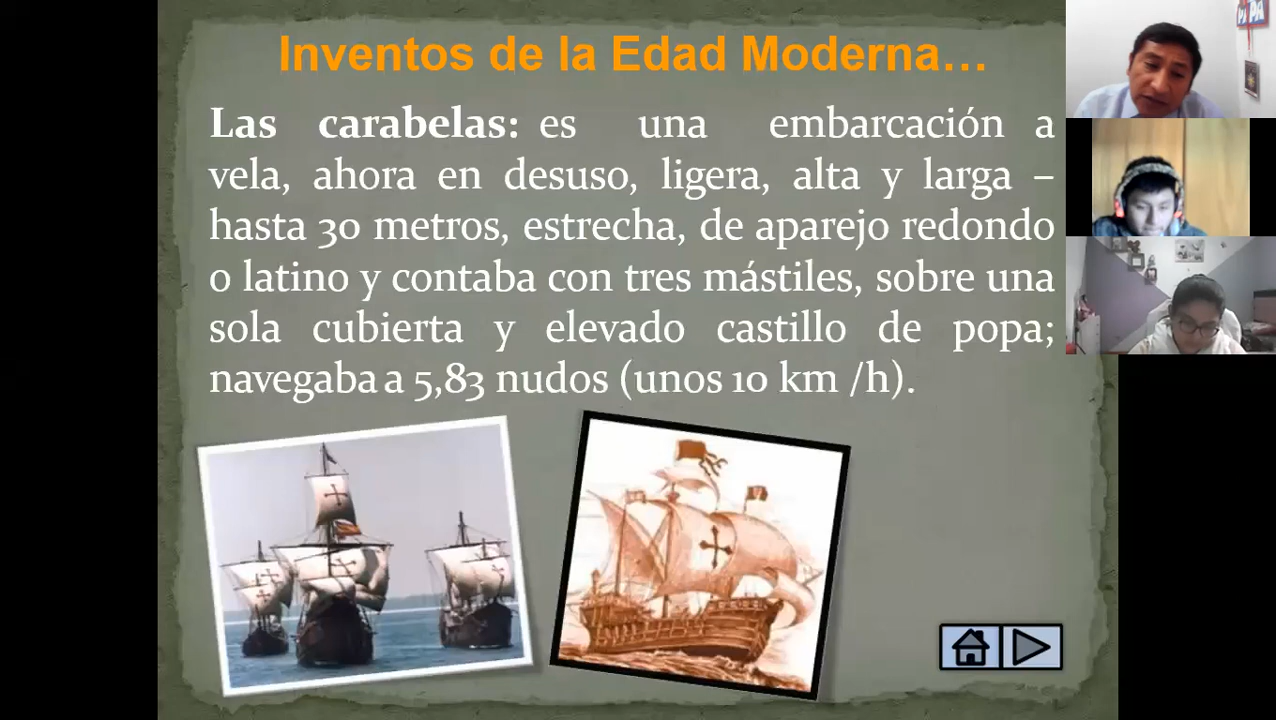 Inventos de la Edad Moderna...
Las carabelas: es una embarcación a
vela, ahora en desuso, ligera, alta y larga –
hasta 30 metros, estrecha, de aparejo redondo
o latino y contaba con tres mástiles, sobre una
sola cubierta y elevado castillo de popa;
navegaba a 5,83 nudos (unos 10 km /h).